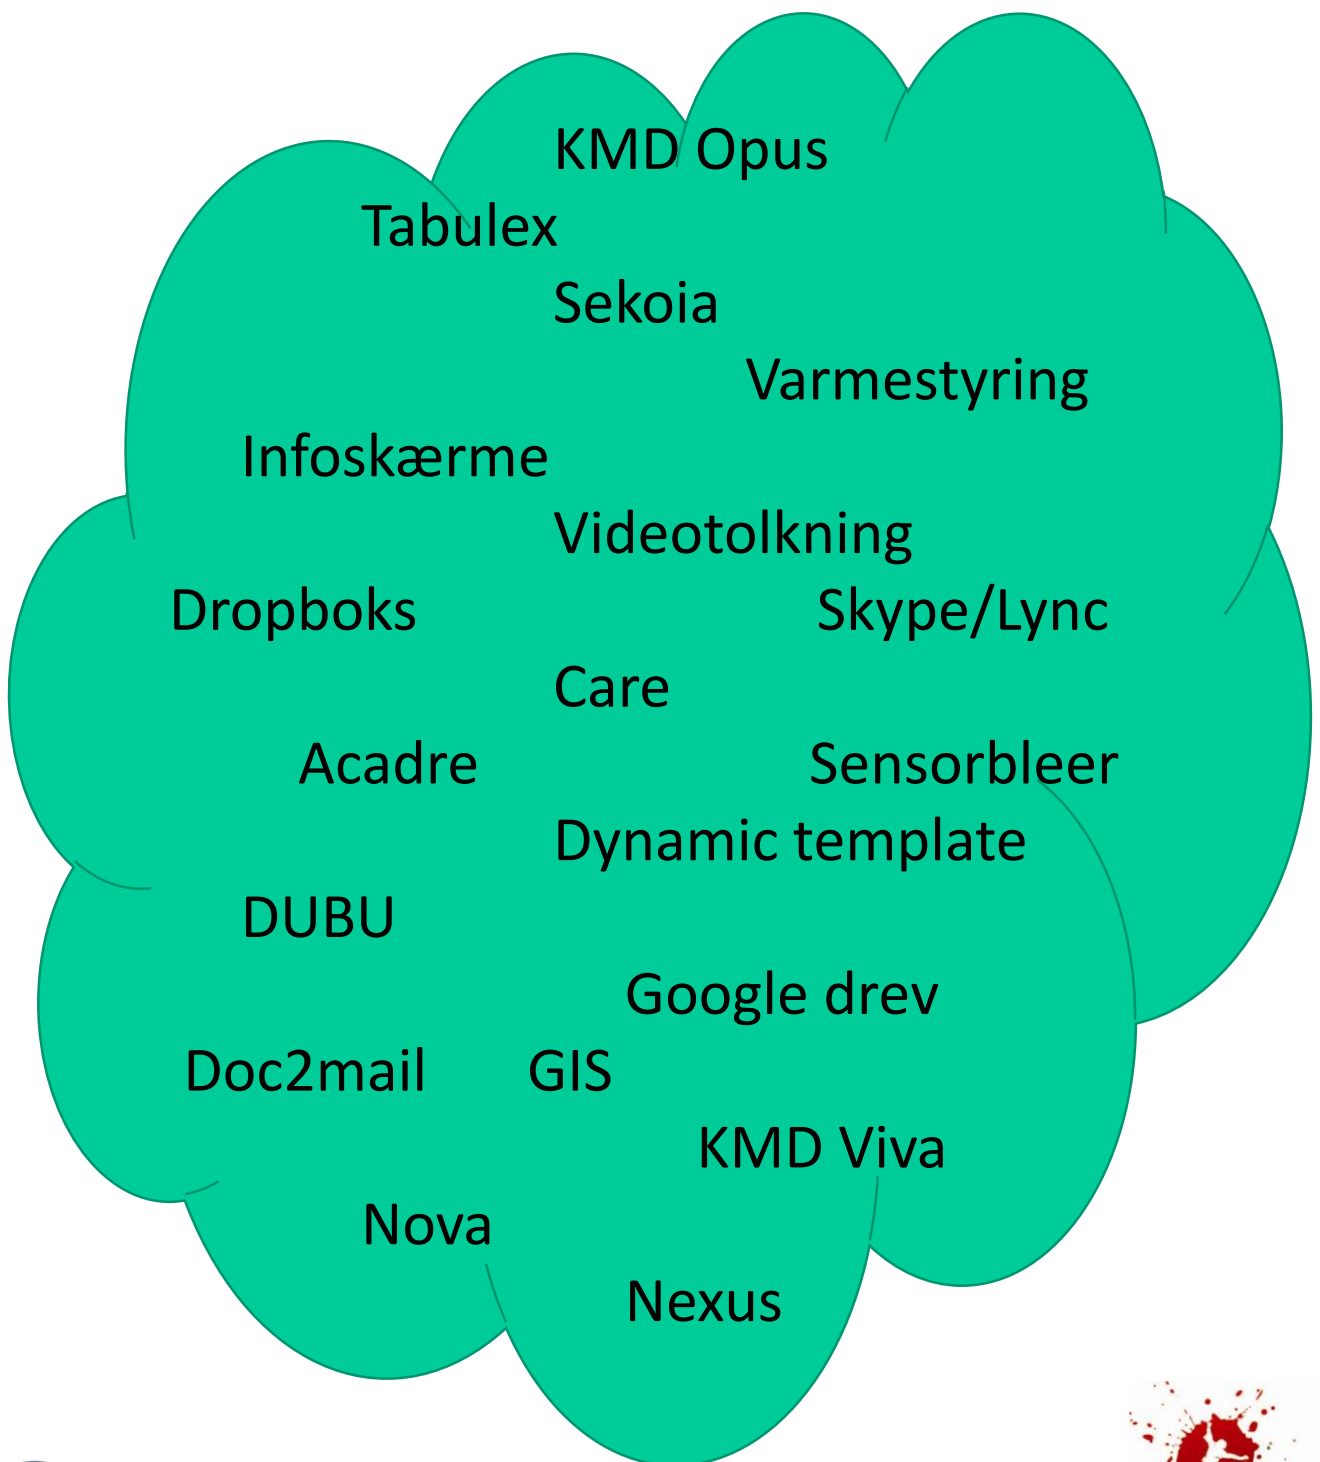 KMD Opus
Tabulex
Sekoia
Varmestyring
Infoskærme
Videotolkning
Dropboks Skype/Lync
Care
Acadre Sensorbleer
Dynamic template
DUBU
Google drev
Doc2mail GIS
KMD Viva
Nova
Nexus